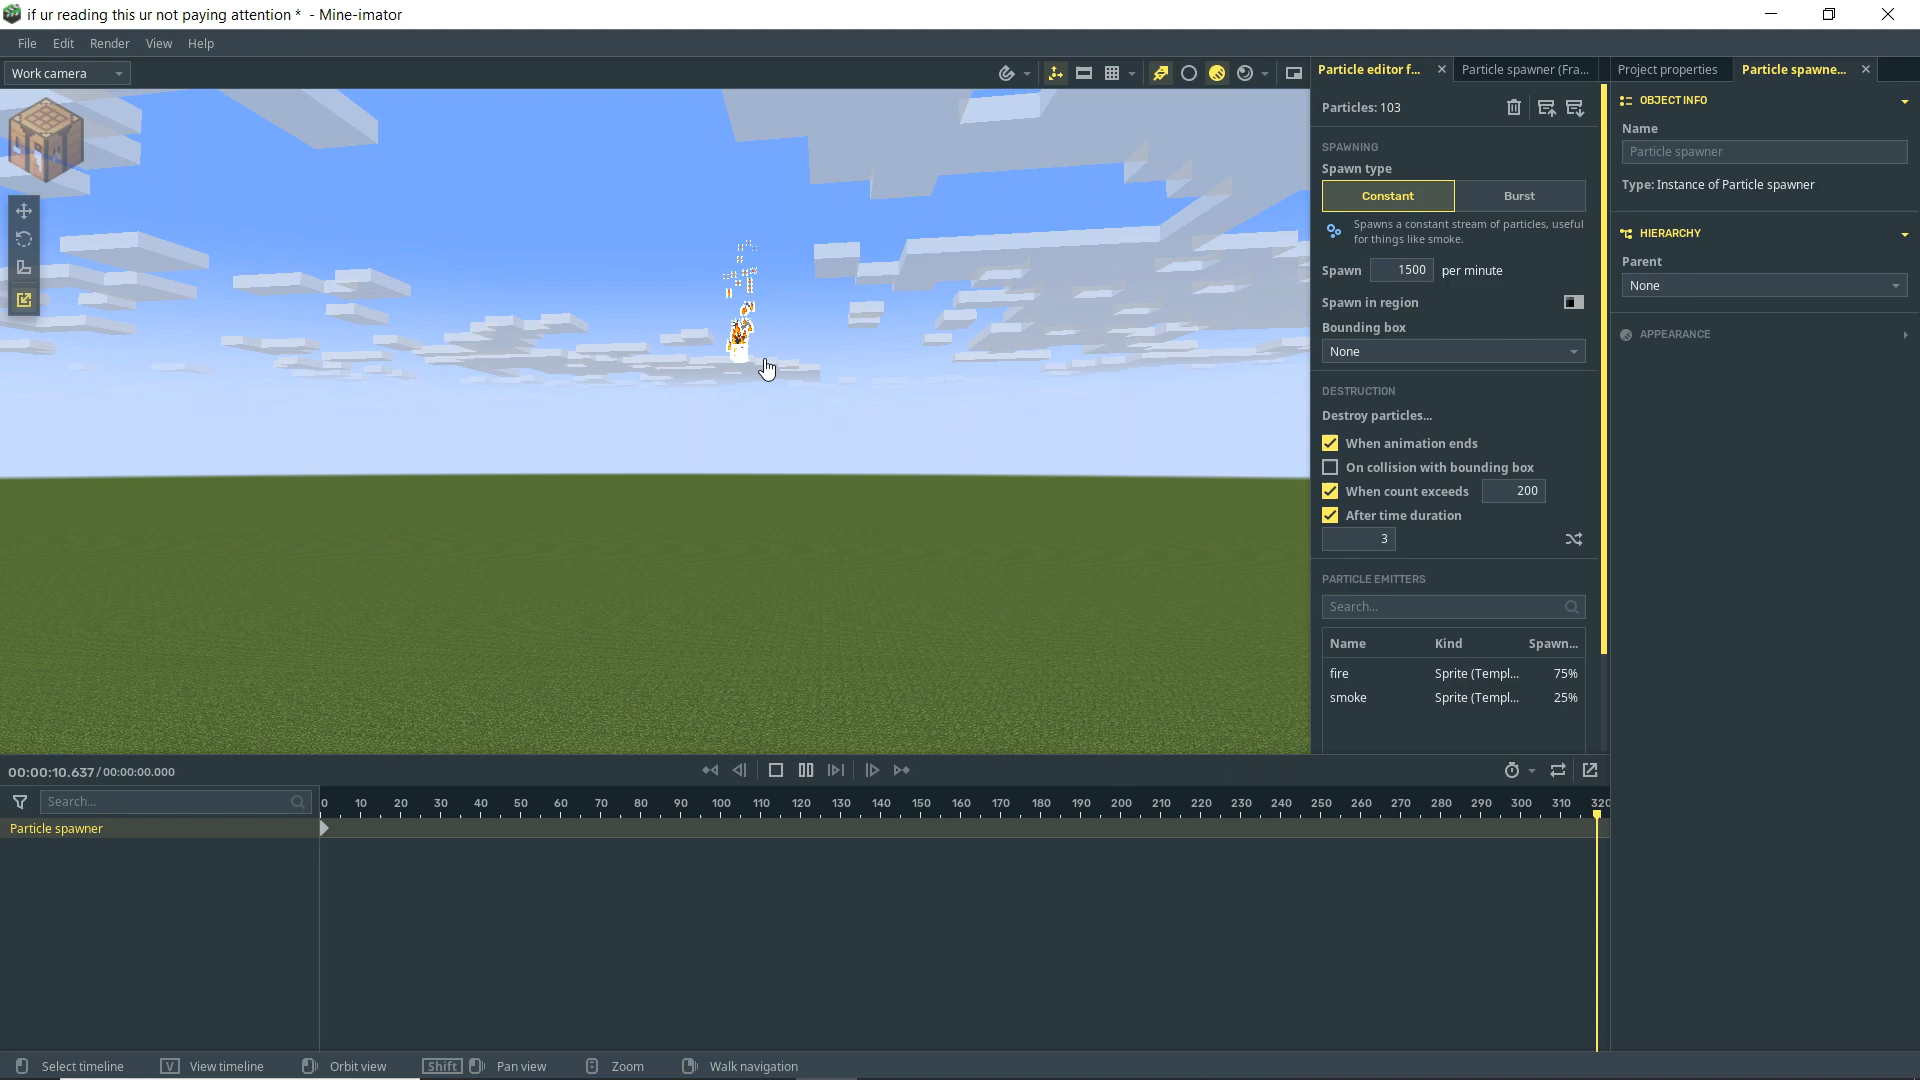 if ur reading this ur not paying attention * - Mine-imator
File Edit Render View Help
Work camera
Particle editor f...
Particle spawner (Fra...
Project properties
Particle spawne...
Particles: 103
SPAWNING
Spawn type
Constant
Burst
Spawns a constant stream of particles, useful
for things like smoke.
Spawn 1500 per minute
Spawn in region
Bounding box
None
DESTRUCTION
Destroy particles...
When animation ends
On collision with bounding box
When count exceeds 200
After time duration
3
PARTICLE EMITTERS
Search...
Name Kind Spawn...
fire Sprite (Templ... 75%
smoke Sprite (Templ... 25%
OBJECT INFO
Name
Particle spawner
Type: Instance of Particle spawner
HIERARCHY
Parent
None
APPEARANCE
00:00:10.637 / 00:00:00.000
Search...
0 10 20 30 40 50 60 70 80 90 100 110 120 130 140 150 160 170 180 190 200 210 220 230 240 250 260 270 280 290 300 310 320
Particle spawner
Select timeline V View timeline Orbit view Shift Pan view Zoom Walk navigation